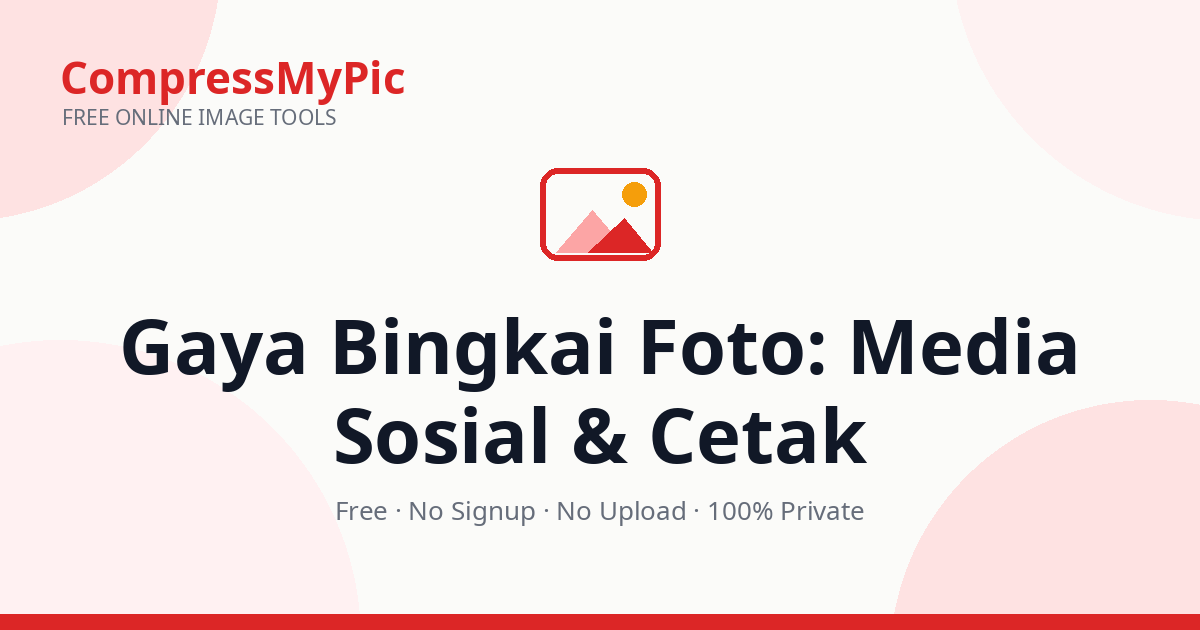 CompressMyPic
FREE ONLINE IMAGE TOOLS
Gaya Bingkai Foto: Media
Sosial & Cetak
Free · No Signup · No Upload · 100% Private